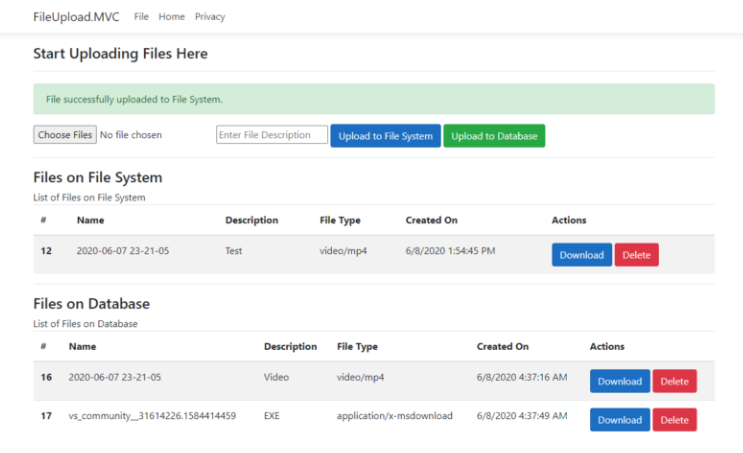 FileUpload.MVC File Home Privacy
Start Uploading Files Here
File successfully uploaded to File System.
Choose Files No file chosen Enter File Description Upload to File System Upload to Database
Files on File System
List of Files on File System
# Name Description File Type Created On Actions
12 2020-06-07 23-21-05 Test video/mp4 6/8/2020 1:54:45 PM Download Delete
Files on Database
List of Files on Database
# Name Description File Type Created On Actions
16 2020-06-07 23-21-05 Video video/mp4 6/8/2020 4:37:16 AM Download Delete
17 vs_community__31614226.1584414459 EXE application/x-msdownload 6/8/2020 4:37:49 AM Download Delete